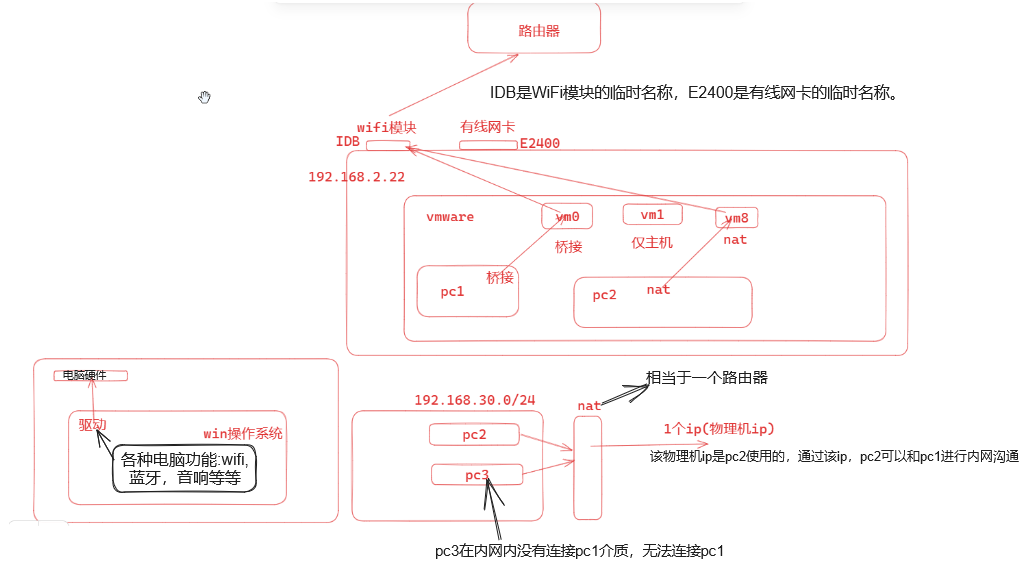 路由器
IDB是WiFi模块的临时名称，E2400是有线网卡的临时名称。
wifi模块
有线网卡
IDB
E2400
192.168.2.22
vmware
vm0
vm1
vm8
桥接
仅主机
nat
桥接
pc1
pc2
nat
电脑硬件
驱动
win操作系统
各种电脑功能:wifi,
蓝牙，音响等等
相当于一个路由器
192.168.30.0/24
nat
pc2
1个ip(物理机ip)
该物理机ip是pc2使用的，通过该ip，pc2可以和pc1进行内网沟通
pc3
pc3在内网内没有连接pc1介质，无法连接pc1